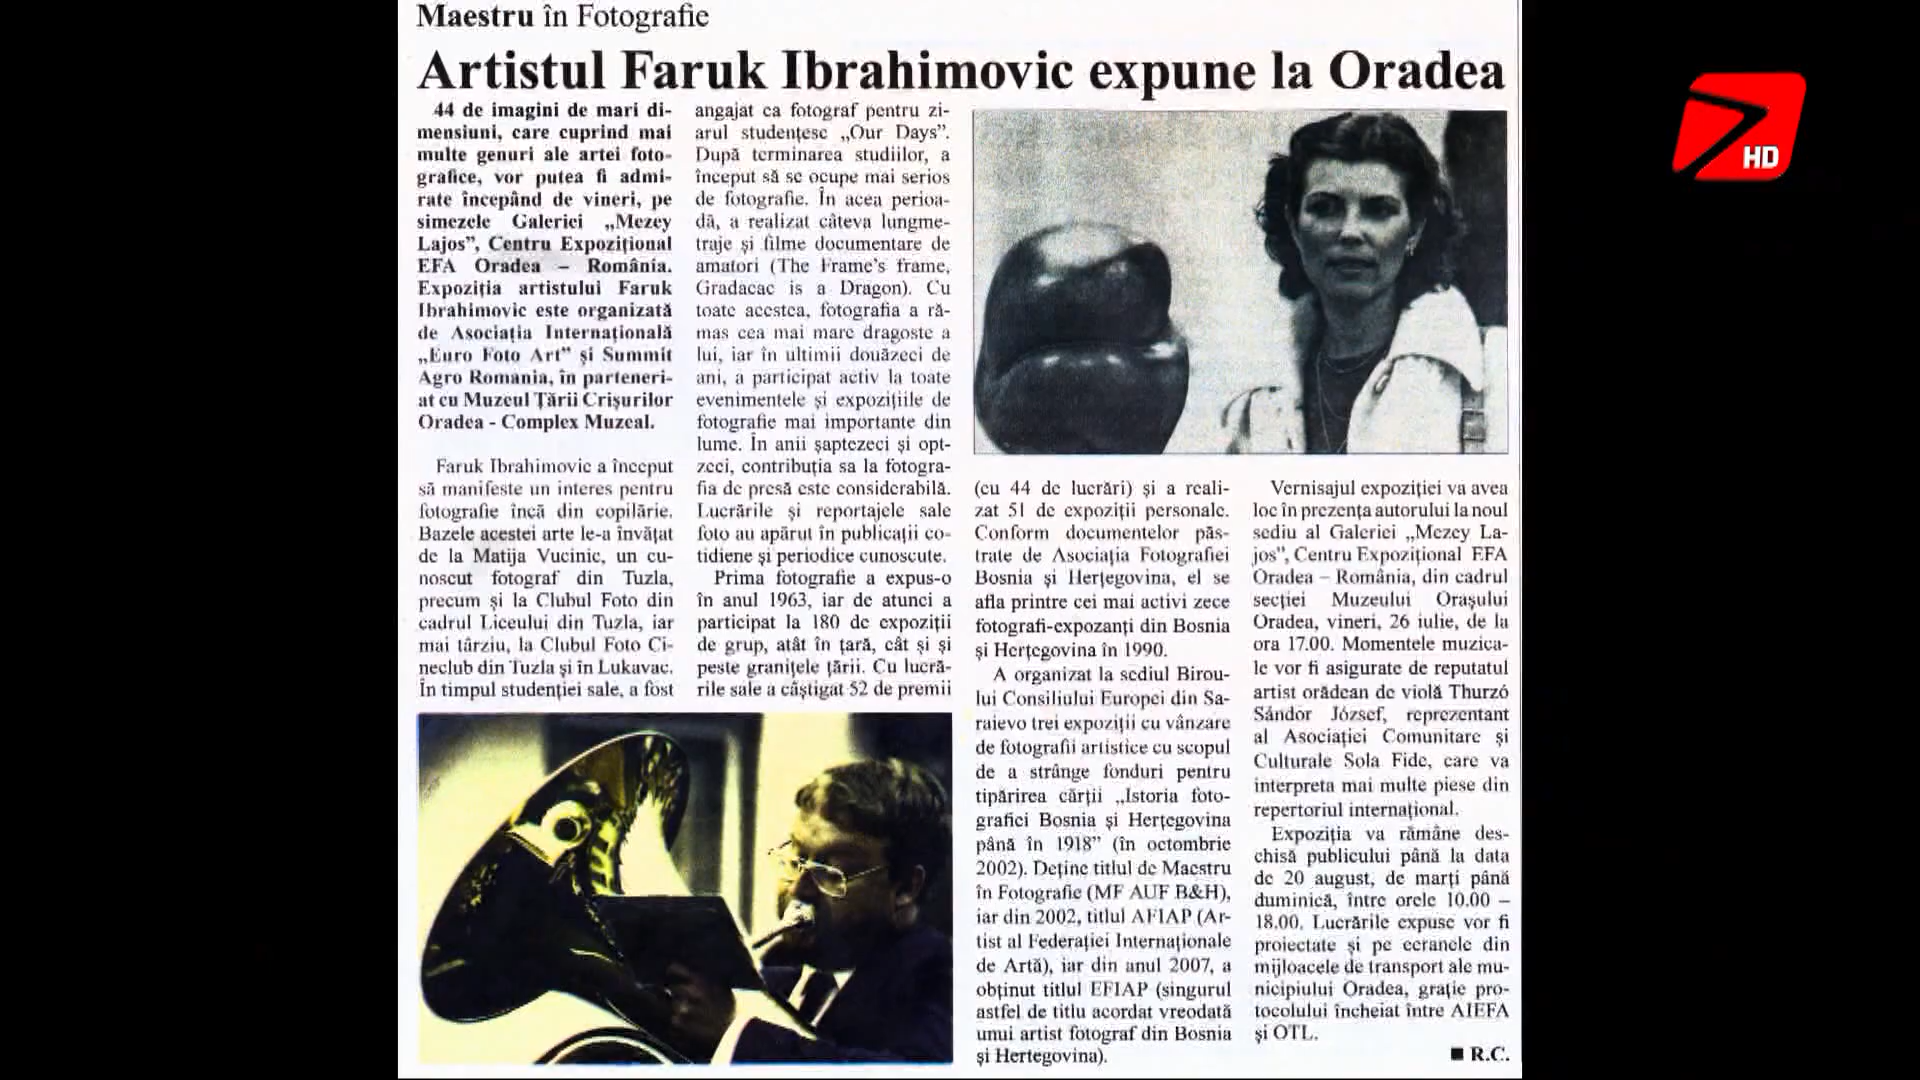 Maestru în Fotografie
Artistul Faruk Ibrahimovic expune la Oradea
44 de imagini de mari di-
mensiuni, care cuprind mai
multe genuri ale artei foto-
grafice, vor putea fi admi-
rate începând de vineri, pe
simezele Galeriei „Mezey
Lajos”, Centru Expozițional
EFA Oradea – România.
Expoziția artistului Faruk
Ibrahimovic este organizată
de Asociația Internațională
„Euro Foto Art” și Summit
Agro Romania, în parteneri-
at cu Muzeul Țării Crișurilor
Oradea - Complex Muzeal.
Faruk Ibrahimovic a început
să manifeste un interes pentru
fotografie încă din copilărie.
Bazele acestei arte le-a învățat
de la Matija Vucinic, un cu-
noscut fotograf din Tuzla,
precum și la Clubul Foto din
cadrul Liceului din Tuzla, iar
mai târziu, la Clubul Foto Ci-
neclub din Tuzla și în Lukavac.
În timpul studenției sale, a fost
angajat ca fotograf pentru zi-
arul studențesc „Our Days”.
După terminarea studiilor, a
început să se ocupe mai serios
de fotografie. În acea perioa-
dă, a realizat câteva lungme-
traje și filme documentare de
amatori (The Frame's frame,
Gradacac is a Dragon). Cu
toate acestea, fotografia a ră-
mas cea mai mare dragoste a
lui, iar în ultimii douăzeci de
ani, a participat activ la toate
evenimentele și expozițiile de
fotografie mai importante din
lume. În anii șaptezeci și opt-
zeci, contribuția sa la fotogra-
fia de presă este considerabilă.
Lucrările și reportajele sale
foto au apărut în publicații co-
tidiene și periodice cunoscute.
Prima fotografie a expus-o
în anul 1963, iar de atunci a
participat la 180 de expoziții
de grup, atât în țară, cât și și
peste granițele țării. Cu lucră-
rile sale a câștigat 52 de premii
(cu 44 de lucrări) și a reali-
zat 51 de expoziții personale.
Conform documentelor păs-
trate de Asociația Fotografiei
Bosnia și Herțegovina, el se
afla printre cei mai activi zece
fotografi-expozanți din Bosnia
și Herțegovina în 1990.
A organizat la sediul Birou-
lui Consiliului Europei din Sa-
raievo trei expoziții cu vânzare
de fotografii artistice cu scopul
de a strânge fonduri pentru
tipărirea cărții „Istoria foto-
grafiei Bosnia și Herțegovina
până în 1918” (în octombrie
2002). Deține titlul de Maestru
în Fotografie (MF AUF B&H),
iar din 2002, titlul AFIAP (Ar-
tist al Federației Internaționale
de Artă), iar din anul 2007, a
obținut titlul EFIAP (singurul
astfel de titlu acordat vreodată
unui artist fotograf din Bosnia
și Hertegovina).
Vernisajul expoziției va avea
loc în prezența autorului la noul
sediu al Galeriei „Mezey La-
jos”, Centru Expozițional EFA
Oradea – România, din cadrul
secției Muzeului Orașului
Oradea, vineri, 26 iulie, de la
ora 17.00. Momentele muzica-
le vor fi asigurate de reputatul
artist orădean de violă Thurzó
Sándor József, reprezentant
al Asociației Comunitare și
Culturale Sola Fide, care va
interpreta mai multe piese din
repertoriul internațional.
Expoziția va rămâne des-
chisă publicului până la data
de 20 august, de marți până
duminică, între orele 10.00 –
18.00. Lucrările expuse vor fi
proiectate și pe ecranele din
mijloacele de transport ale mu-
nicipiului Oradea, grație pro-
tocolului încheiat între AIEFA
și OTL.
■ R.C.
HD